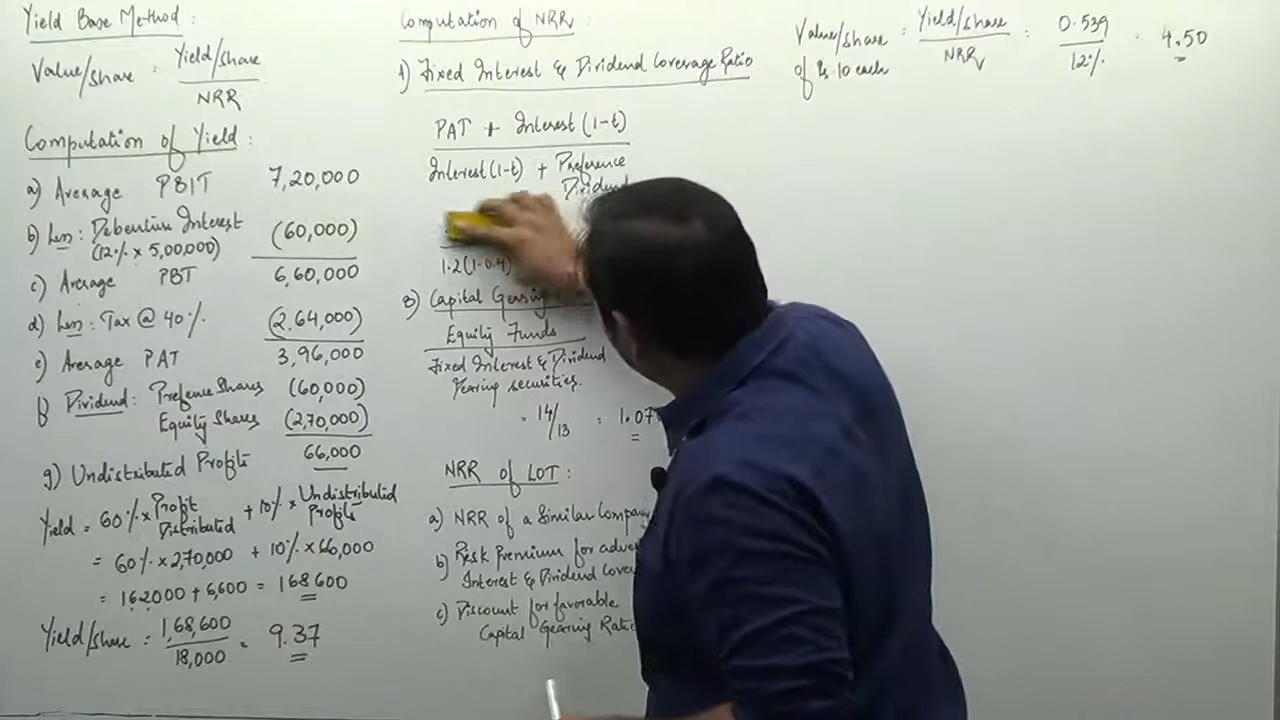 Yield Base Method :
Value/share = Yield/share
NRR
Computation of Yield :
a) Average PBIT 7,20,000
b) Less : Debenture Interest (60,000)
(12% x 5,00,000)
c) Average PBT 6,60,000
d) Less : Tax @ 40% (2,64,000)
e) Average PAT 3,96,000
f) Dividend : Preference Shares (60,000)
Equity Shares (2,70,000)
g) Undistributed Profits 66,000
Yield = 60% x Profit Distributed + 10% x Undistributed Profits
= 60% x 2,70,000 + 10% x 66,000
= 162000 + 6,600 = 168600
Yield/share = 1,68,600
18,000
= 9.37
Computation of NRR :
1) Fixed Interest & Dividend Coverage Ratio
PAT + Interest (1-t)
Interest (1-t) + Preference
Dividend
1.2(1-0.4)
B) Capital Gearing
Equity Funds
Fixed Interest & Dividend
Yearing securities.
= 14/13 = 1.07
NRR of LOT :
a) NRR of a Similar Company
b) Risk Premium for
Interest & Dividend
c) Discount for favorable
Capital Gearing
Value/share = Yield/share = 0.539 = 4.50
of Rs. 10 each NRR 12%